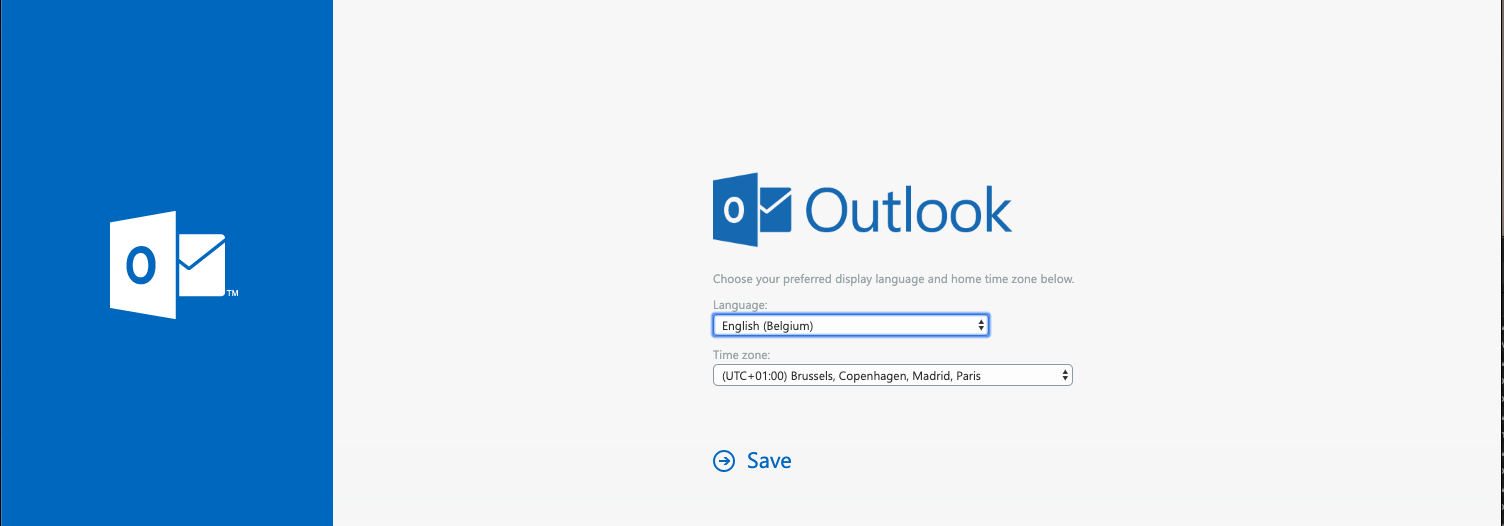 O
TM
O
Outlook
Choose your preferred display language and home time zone below.
Language:
English (Belgium)
Time zone:
(UTC+01:00) Brussels, Copenhagen, Madrid, Paris
Save